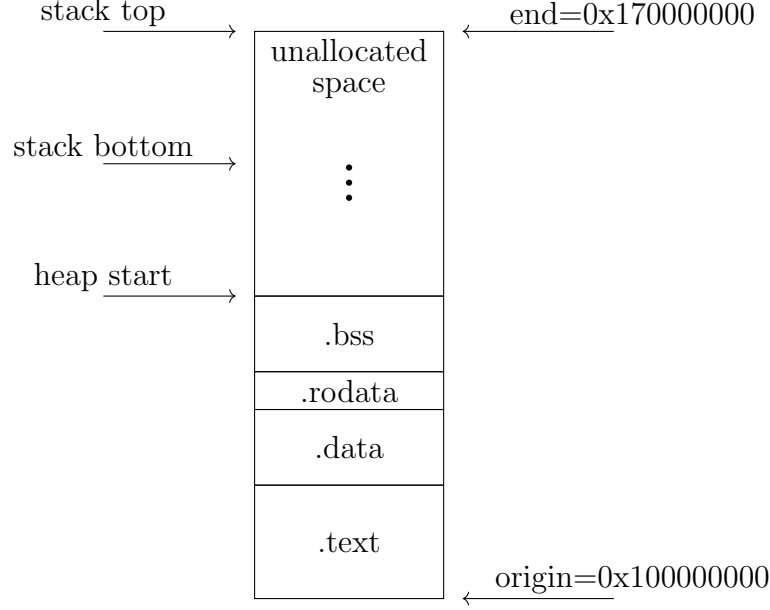 stack top
end=0x170000000
unallocated
space
stack bottom
heap start
.bss
.rodata
.data
.text
origin=0x100000000